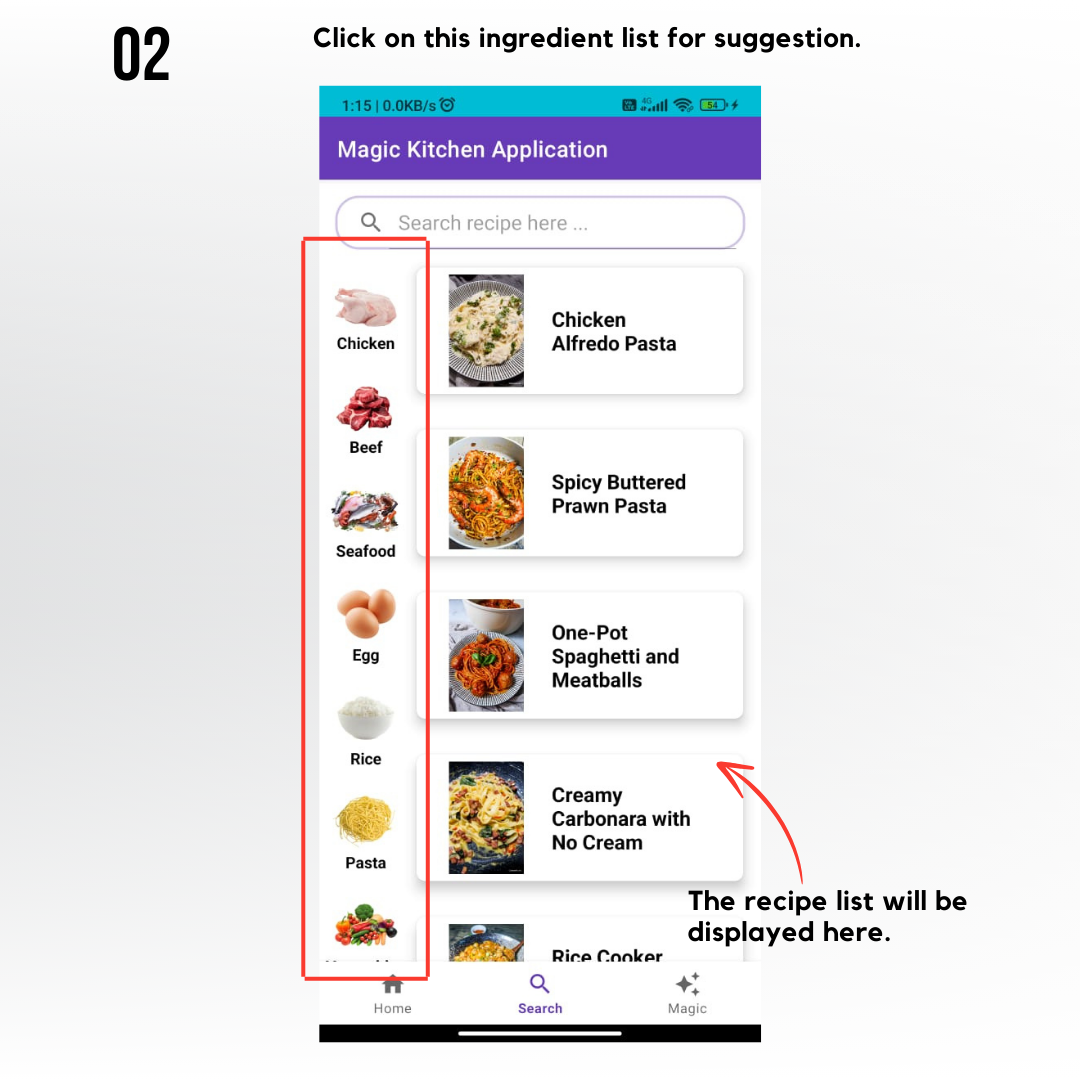 02
Click on this ingredient list for suggestion.
1:15 | 0.0KB/s
4G
54
Magic Kitchen Application
Search recipe here ...
Chicken
Beef
Seafood
Egg
Rice
Pasta
Chicken
Alfredo Pasta
Spicy Buttered
Prawn Pasta
One-Pot
Spaghetti and
Meatballs
Creamy
Carbonara with
No Cream
Rice Cooker
The recipe list will be
displayed here.
Home
Search
Magic